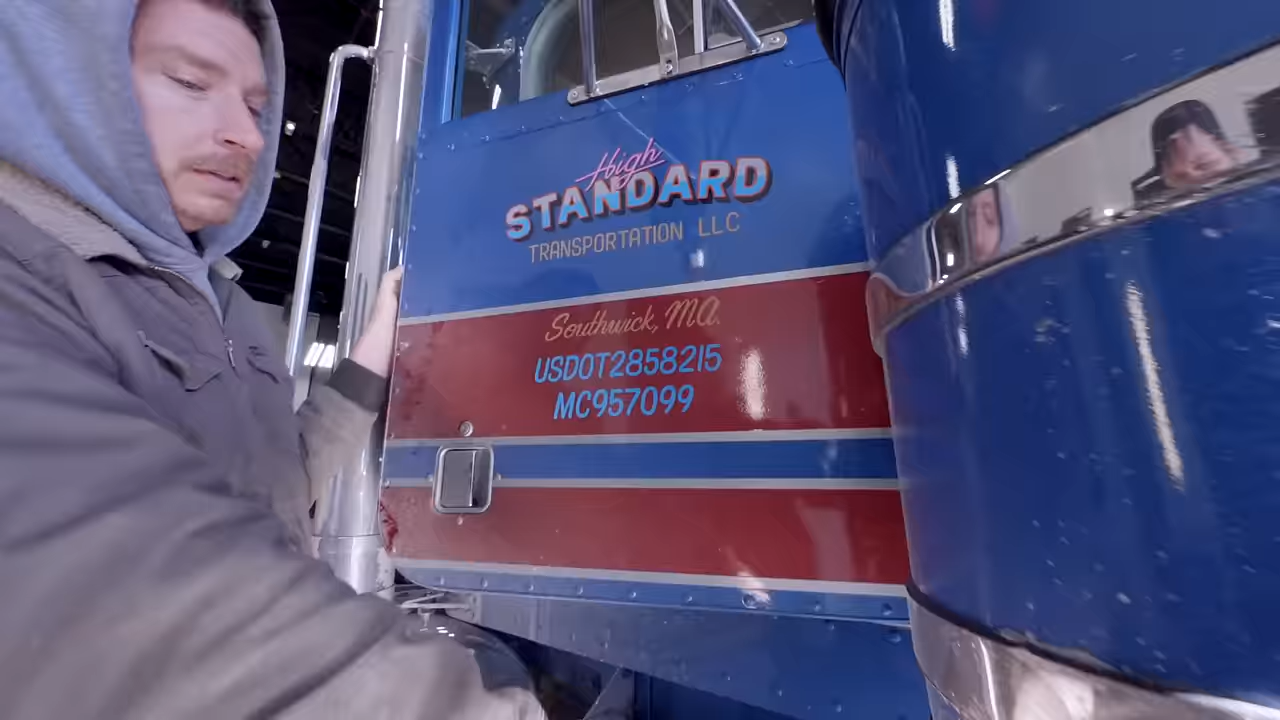 High
STANDARD
TRANSPORTATION LLC
Southwick, MA.
USDOT2858215
MC957099